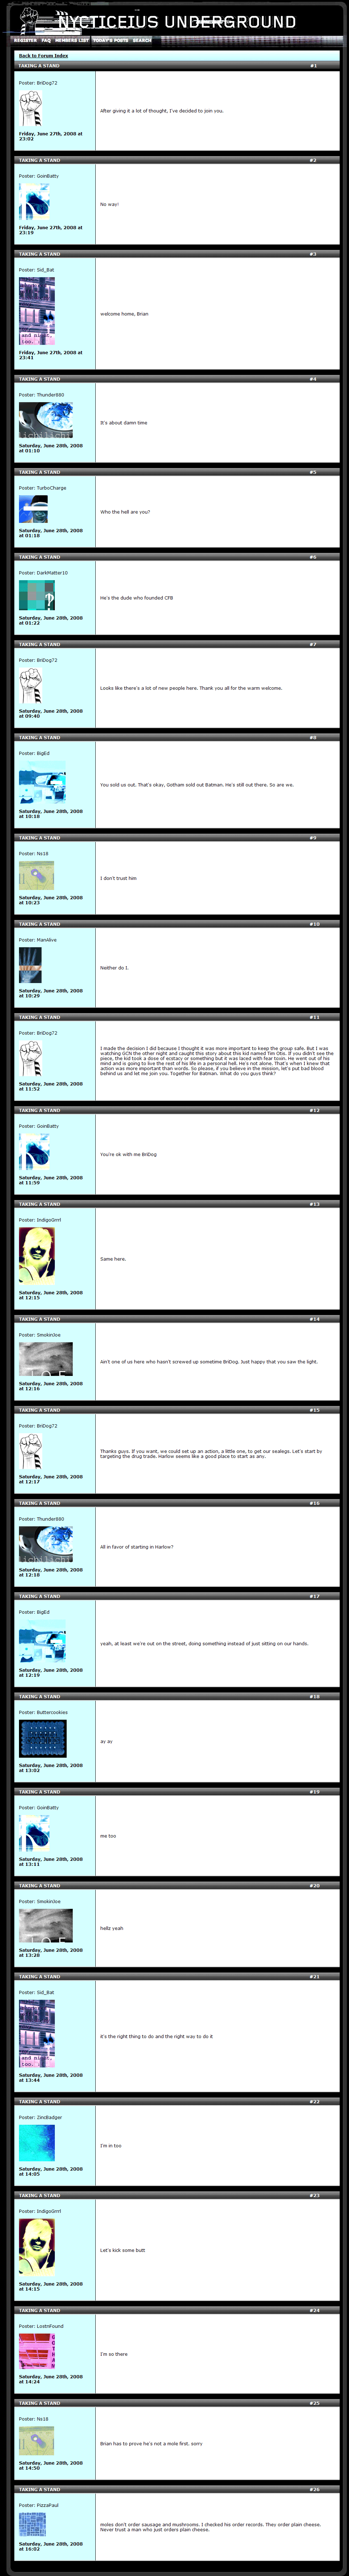 NYCTICEIUS UNDERGROUND
REGISTER FAQ MEMBERS LIST TODAY'S POSTS SEARCH
Back to Forum Index
TAKING A STAND #1
Poster: BriDog72
Friday, June 27th, 2008 at
23:02
After giving it a lot of thought, I've decided to join you.
TAKING A STAND #2
Poster: GoinBatty
Friday, June 27th, 2008 at
23:19
No way!
TAKING A STAND #3
Poster: Sid_Bat
and night,
too.
Friday, June 27th, 2008 at
23:41
welcome home, Brian
TAKING A STAND #4
Poster: Thunder880
Saturday, June 28th, 2008
at 01:10
It's about damn time
TAKING A STAND #5
Poster: TurboCharge
Saturday, June 28th, 2008
at 01:18
Who the hell are you?
TAKING A STAND #6
Poster: DarkMatter10
?
Saturday, June 28th, 2008
at 01:22
He's the dude who founded CFB
TAKING A STAND #7
Poster: BriDog72
Saturday, June 28th, 2008
at 09:40
Looks like there's a lot of new people here. Thank you all for the warm welcome.
TAKING A STAND #8
Poster: BigEd
Saturday, June 28th, 2008
at 10:18
You sold us out. That's okay, Gotham sold out Batman. He's still out there. So are we.
TAKING A STAND #9
Poster: Ns18
Saturday, June 28th, 2008
at 10:23
I don't trust him
TAKING A STAND #10
Poster: ManAlive
Saturday, June 28th, 2008
at 10:29
Neither do I.
TAKING A STAND #11
Poster: BriDog72
Saturday, June 28th, 2008
at 11:52
I made the decision I did because I thought it was more important to keep the group safe. But I was
watching GCN the other night and caught this story about this kid named Tim Otis. If you didn't see the
piece, the kid took a dose of ecstasy or something but it was laced with fear toxin. He went out of his
mind and is going to live the rest of his life in a personal hell. He's not alone. That's when I knew that
action was more important than words. So please, if you believe in the mission, let's put bad blood
behind us and let me join you. Together for Batman. What do you guys think?
TAKING A STAND #12
Poster: GoinBatty
Saturday, June 28th, 2008
at 11:59
You're ok with me BriDog
TAKING A STAND #13
Poster: IndigoGrrrl
Saturday, June 28th, 2008
at 12:15
Same here.
TAKING A STAND #14
Poster: SmokinJoe
Saturday, June 28th, 2008
at 12:16
Ain't one of us here who hasn't screwed up sometime BriDog. Just happy that you saw the light.
TAKING A STAND #15
Poster: BriDog72
Saturday, June 28th, 2008
at 12:17
Thanks guys. If you want, we could set up an action, a little one, to get our sealegs. Let's start by
targeting the drug trade. Harlow seems like a good place to start as any.
TAKING A STAND #16
Poster: Thunder880
Saturday, June 28th, 2008
at 12:18
All in favor of starting in Harlow?
TAKING A STAND #17
Poster: BigEd
Saturday, June 28th, 2008
at 12:19
yeah, at least we're out on the street, doing something instead of just sitting on our hands.
TAKING A STAND #18
Poster: Buttercookies
Saturday, June 28th, 2008
at 13:02
ay ay
TAKING A STAND #19
Poster: GoinBatty
Saturday, June 28th, 2008
at 13:11
me too
TAKING A STAND #20
Poster: SmokinJoe
Saturday, June 28th, 2008
at 13:28
hellz yeah
TAKING A STAND #21
Poster: Sid_Bat
and night,
too.
Saturday, June 28th, 2008
at 13:44
it's the right thing to do and the right was to do it
TAKING A STAND #22
Poster: ZindBadger
Saturday, June 28th, 2008
at 14:05
I'm in too
TAKING A STAND #23
Poster: IndigoGrrrl
Saturday, June 28th, 2008
at 14:15
Let's kick some butt
TAKING A STAND #24
Poster: LostnFound
Saturday, June 28th, 2008
at 14:24
I'm so there
TAKING A STAND #25
Poster: Ns18
Saturday, June 28th, 2008
at 14:50
Brian has to prove he's not a mole first. sorry
TAKING A STAND #26
Poster: PizzaPaul
Saturday, June 28th, 2008
at 16:02
moles don't order sausage and mushrooms. I checked his order records. They order plain cheese.
Never trust a man who just orders plain cheese.